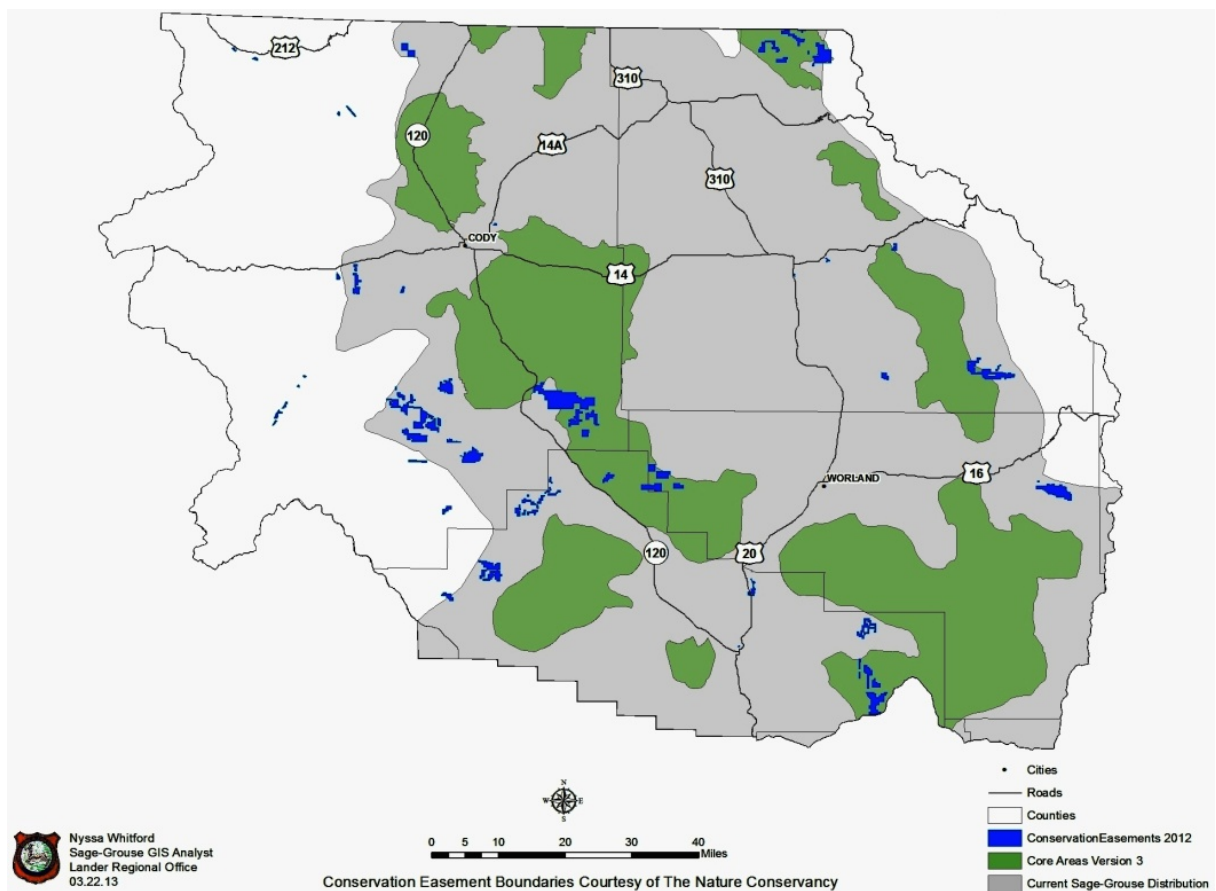 212
310
120
14A
310
CODY
14
16
WORLAND
120
20
N
W E
S
Cities
Roads
Counties
ConservationEasements 2012
Core Areas Version 3
Current Sage-Grouse Distribution
Nyssa Whitford
Sage-Grouse GIS Analyst
Lander Regional Office
03.22.13
0 5 10 20 30 40
Miles
Conservation Easement Boundaries Courtesy of The Nature Conservancy